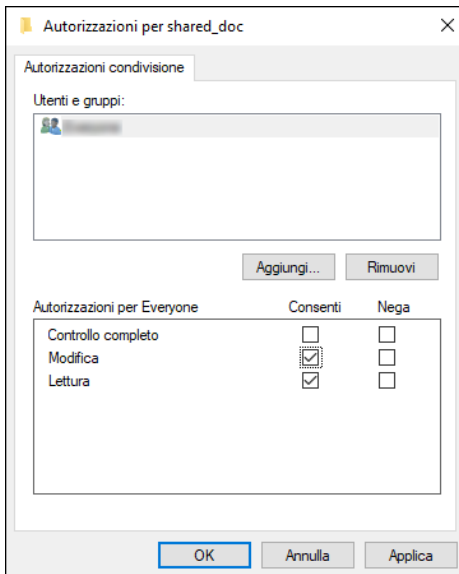 Autorizzazioni per shared_doc
Autorizzazioni condivisione
Utenti e gruppi:
Aggiungi...
Rimuovi
Autorizzazioni per Everyone Consenti Nega
Controllo completo
Modifica
Lettura
OK Annulla Applica